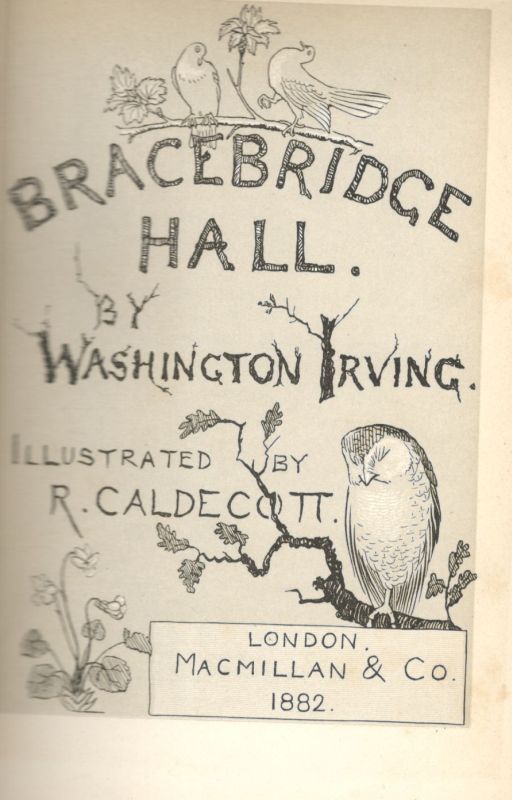 BRACEBRIDGE
HALL.
BY
WASHINGTON IRVING.
ILLUSTRATED BY
R. CALDECOTT.
LONDON.
MACMILLAN & CO.
1882.